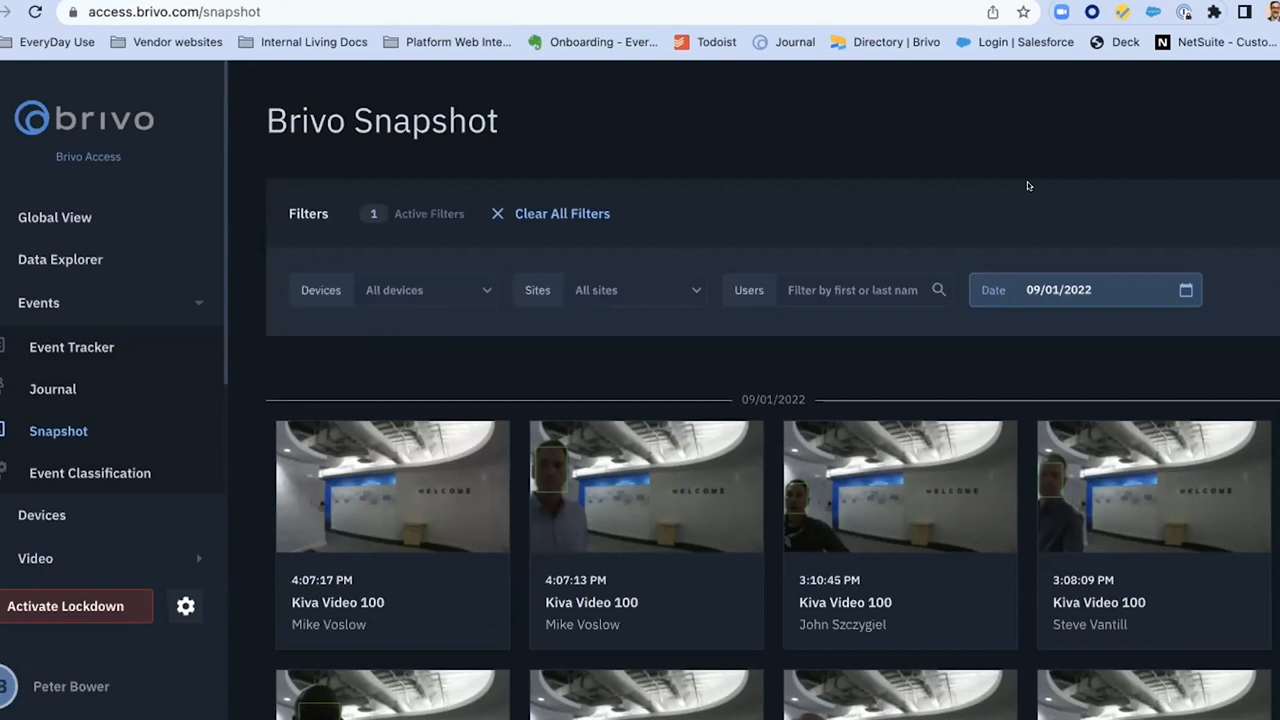 access.brivo.com/snapshot
EveryDay Use Vendor websites Internal Living Docs Platform Web Inte... Onboarding - Ever... Todoist Journal Directory | Brivo Login | Salesforce Deck NetSuite - Custo...
brivo
Brivo Access
Global View
Data Explorer
Events
Event Tracker
Journal
Snapshot
Event Classification
Devices
Video
Activate Lockdown
Peter Bower
Brivo Snapshot
Filters 1 Active Filters Clear All Filters
Devices All devices Sites All sites Users Filter by first or last nam Date 09/01/2022
09/01/2022
WELCOME WELCOME WELCOME WELCOME
4:07:17 PM 4:07:13 PM 3:10:45 PM 3:08:09 PM
Kiva Video 100 Kiva Video 100 Kiva Video 100 Kiva Video 100
Mike Voslow Mike Voslow John Szczygiel Steve Vantill